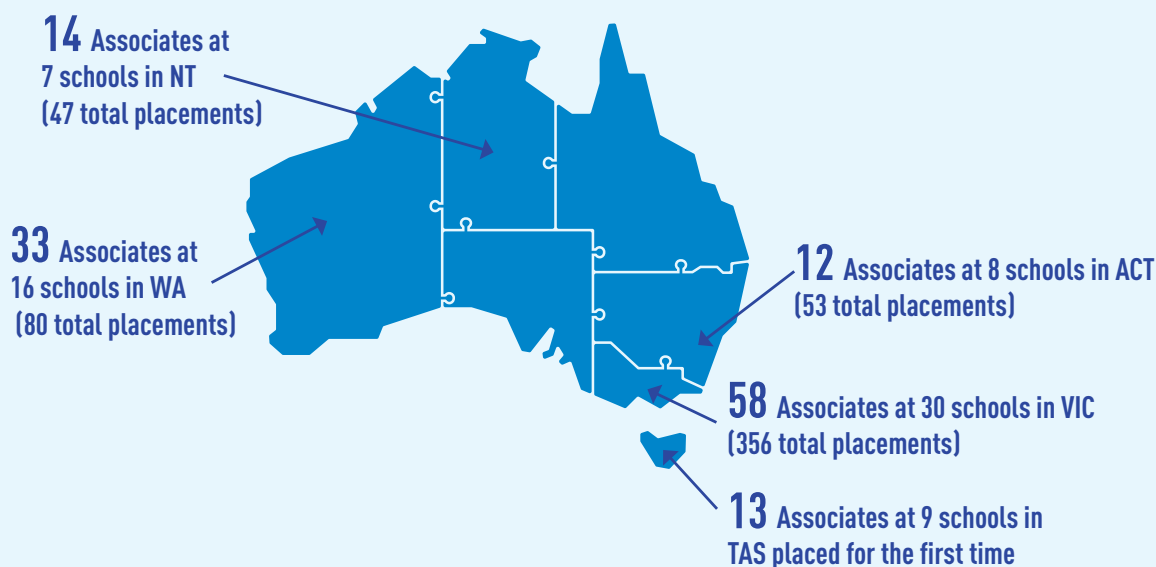 14 Associates at
7 schools in NT
(47 total placements)
33 Associates at
16 schools in WA
(80 total placements)
12 Associates at 8 schools in ACT
(53 total placements)
58 Associates at 30 schools in VIC
(356 total placements)
13 Associates at 9 schools in
TAS placed for the first time